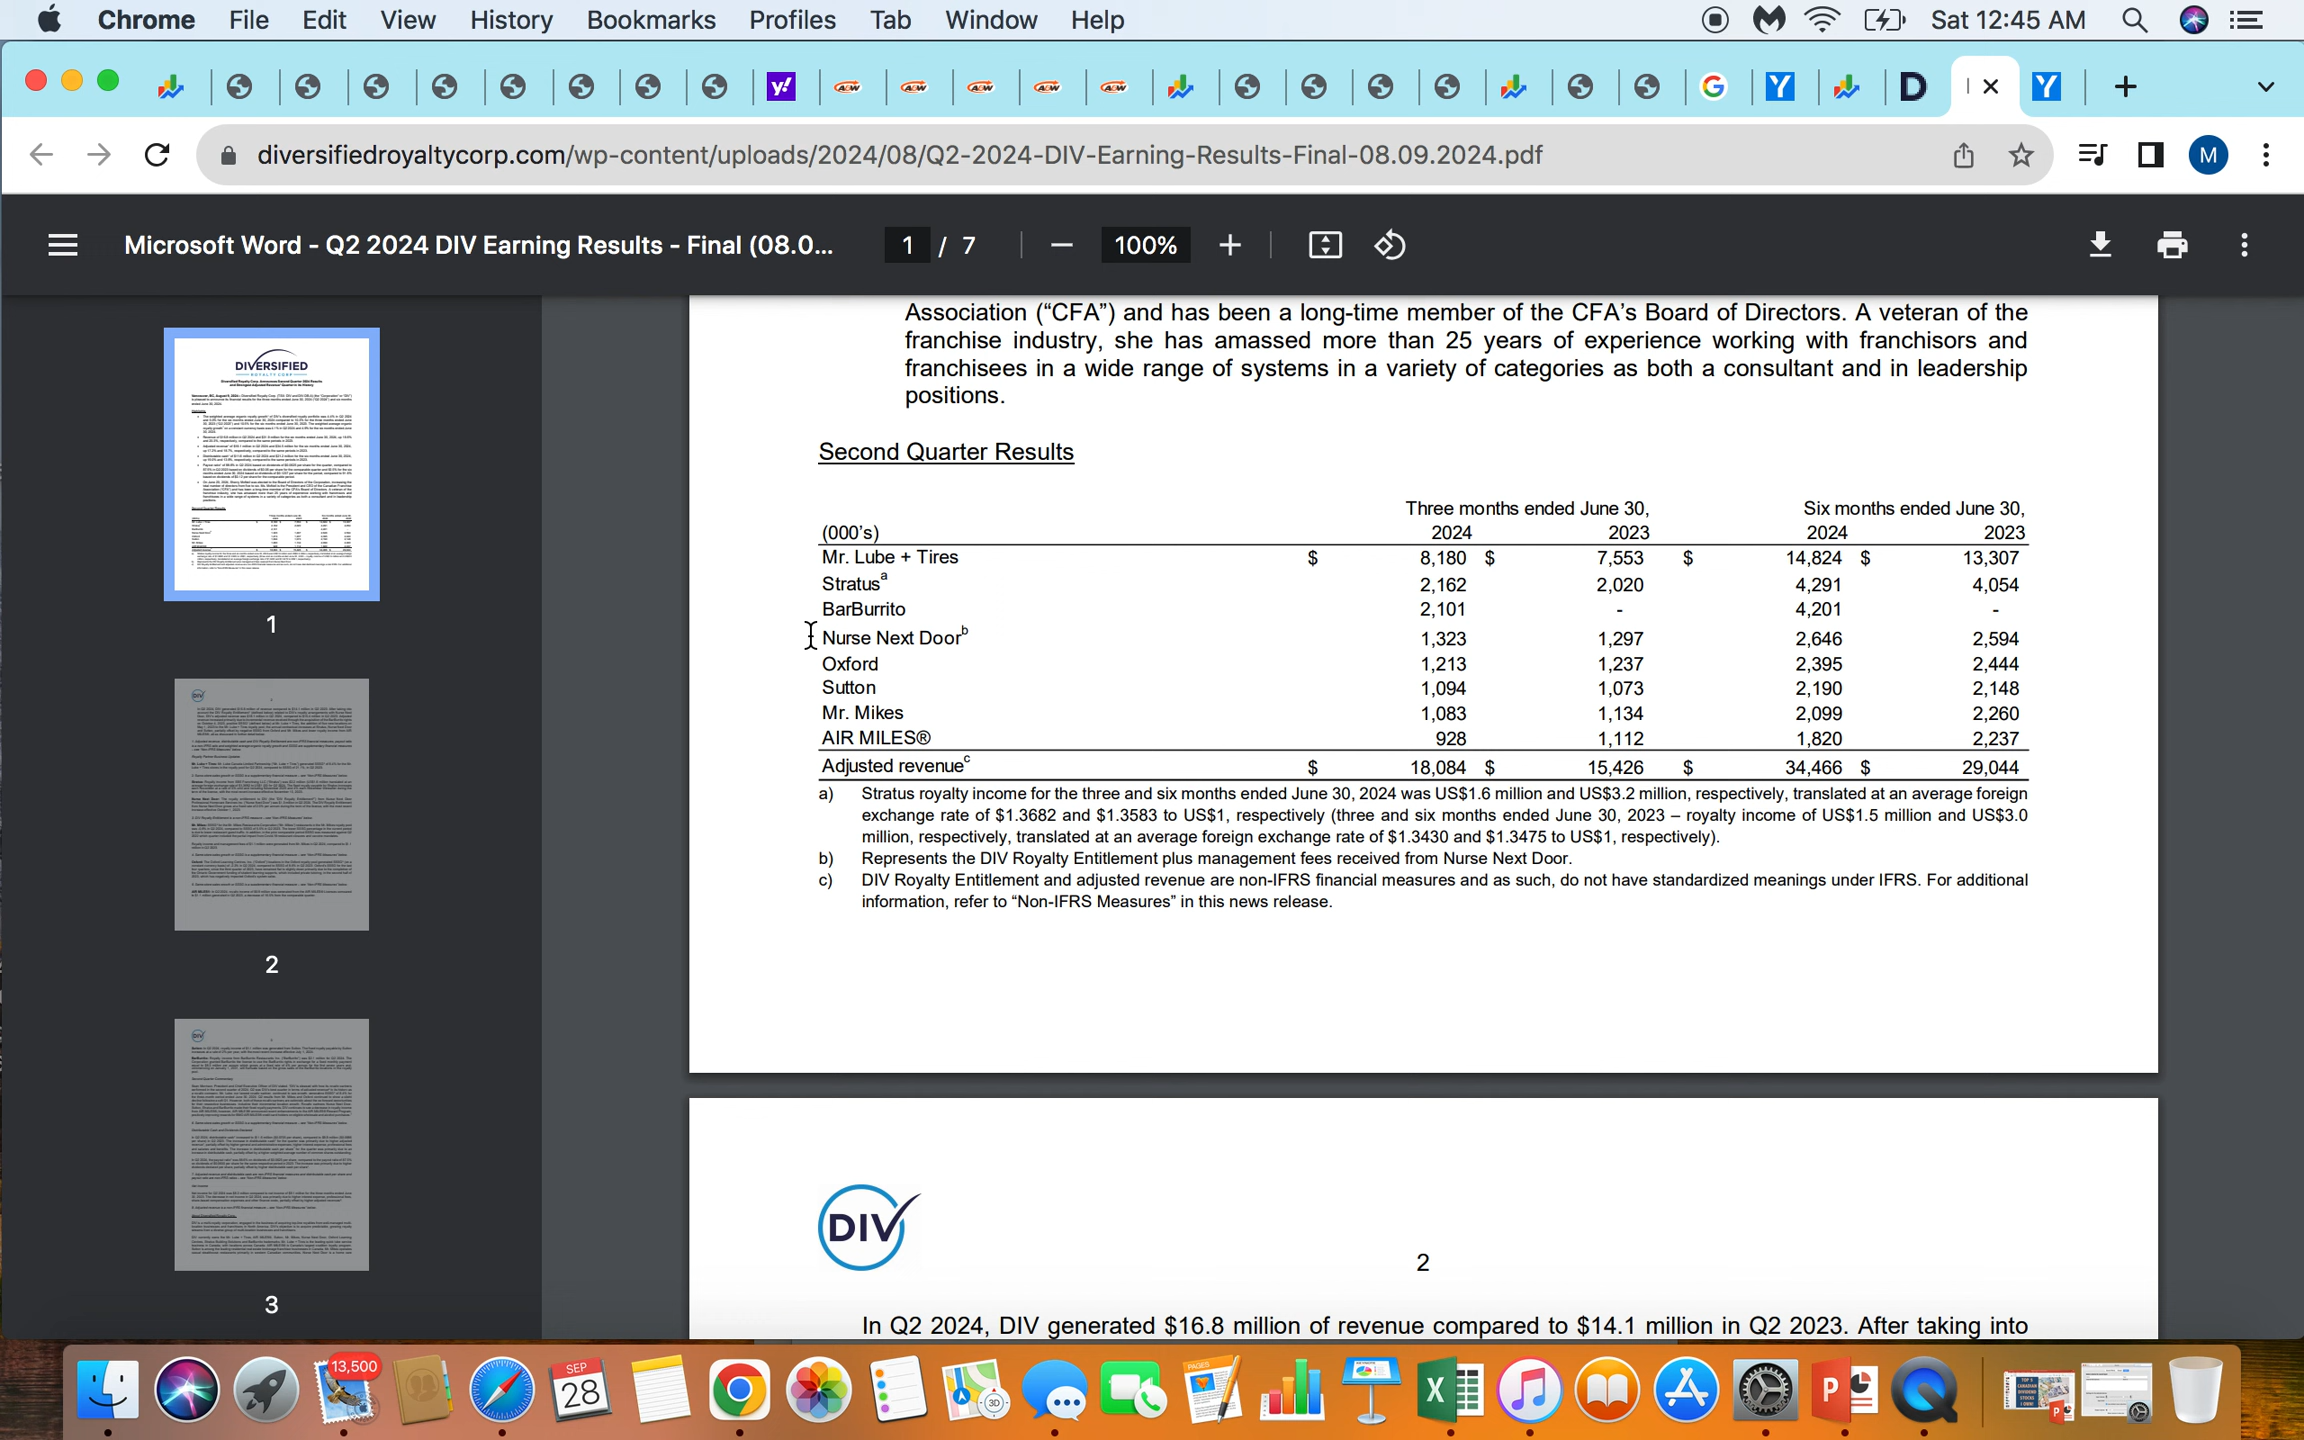 Chrome File Edit View History Bookmarks Profiles Tab Window Help Sat 12:45 AM
diversifiedroyaltycorp.com/wp-content/uploads/2024/08/Q2-2024-DIV-Earning-Results-Final-08.09.2024.pdf M
Microsoft Word - Q2 2024 DIV Earning Results - Final (08.0... 1 / 7 100%
DIVERSIFIED
ROYALTY CORP
1
2
3
Association (“CFA”) and has been a long-time member of the CFA’s Board of Directors. A veteran of the
franchise industry, she has amassed more than 25 years of experience working with franchisors and
franchisees in a wide range of systems in a variety of categories as both a consultant and in leadership
positions.
Second Quarter Results
Three months ended June 30, Six months ended June 30,
(000’s) 2024 2023 2024 2023
Mr. Lube + Tires $ 8,180 $ 7,553 $ 14,824 $ 13,307
Stratus a 2,162 2,020 4,291 4,054
BarBurrito 2,101 - 4,201 -
Nurse Next Door b 1,323 1,297 2,646 2,594
Oxford 1,213 1,237 2,395 2,444
Sutton 1,094 1,073 2,190 2,148
Mr. Mikes 1,083 1,134 2,099 2,260
AIR MILES® 928 1,112 1,820 2,237
Adjusted revenue c $ 18,084 $ 15,426 $ 34,466 $ 29,044
a) Stratus royalty income for the three and six months ended June 30, 2024 was US$1.6 million and US$3.2 million, respectively, translated at an average foreign
exchange rate of $1.3682 and $1.3583 to US$1, respectively (three and six months ended June 30, 2023 – royalty income of US$1.5 million and US$3.0
million, respectively, translated at an average foreign exchange rate of $1.3430 and $1.3475 to US$1, respectively).
b) Represents the DIV Royalty Entitlement plus management fees received from Nurse Next Door.
c) DIV Royalty Entitlement and adjusted revenue are non-IFRS financial measures and as such, do not have standardized meanings under IFRS. For additional
information, refer to “Non-IFRS Measures” in this news release.
DIV
2
In Q2 2024, DIV generated $16.8 million of revenue compared to $14.1 million in Q2 2023. After taking into
13,500
SEP
28
PAGES
3D